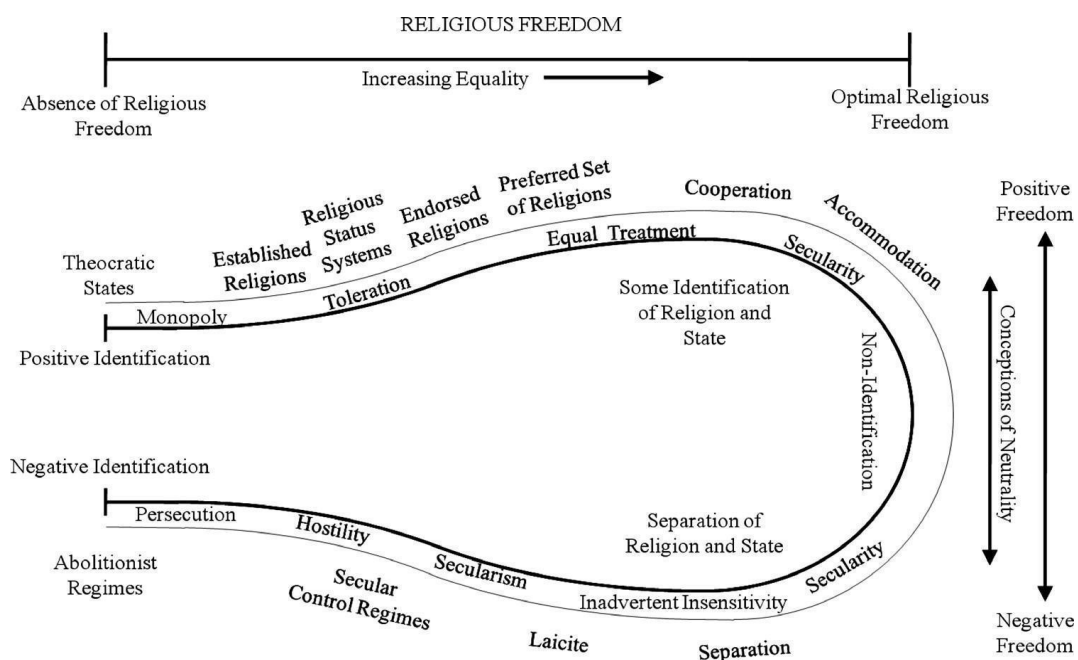 RELIGIOUS FREEDOM
Increasing Equality
Absence of Religious
Freedom
Optimal Religious
Freedom
Theocratic
States
Established
Religions
Religious
Status
Systems
Endorsed
Religions
Preferred Set
of Religions
Cooperation
Accommodation
Positive
Freedom
Monopoly
Toleration
Equal Treatment
Secularity
Positive Identification
Some Identification
of Religion and
State
Non-Identification
Conceptions of Neutrality
Negative Identification
Persecution
Hostility
Secularism
Inadvertent Insensitivity
Secularity
Separation of
Religion and State
Abolitionist
Regimes
Secular
Control Regimes
Laicite
Separation
Negative
Freedom